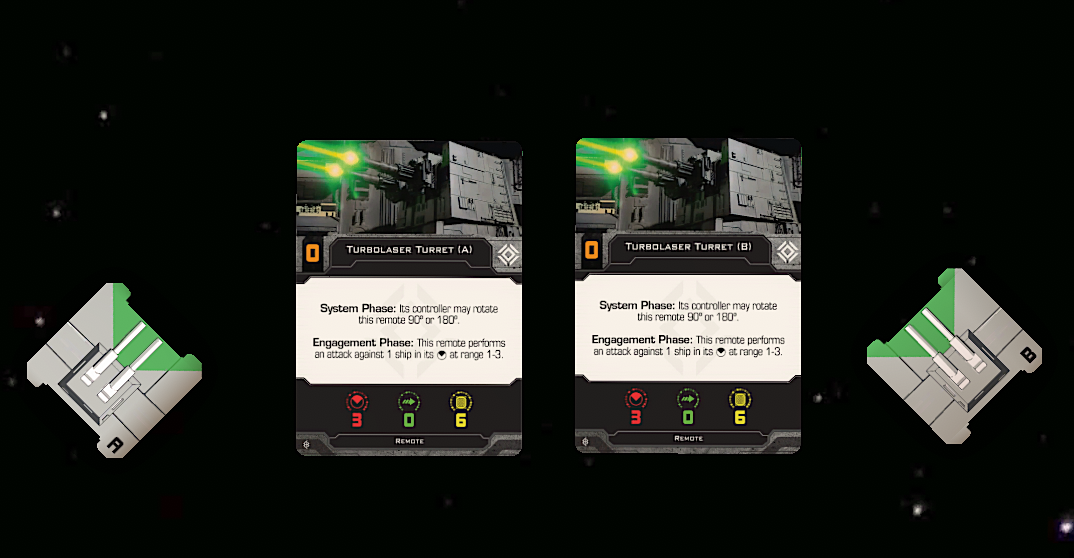 0
TURBOLASER TURRET (A)
System Phase: Its controller may rotate
this remote 90° or 180°.
Engagement Phase: This remote performs
an attack against 1 ship in its at range 1-3.
3 0 6
REMOTE
0
TURBOLASER TURRET (B)
System Phase: Its controller may rotate
this remote 90° or 180°.
Engagement Phase: This remote performs
an attack against 1 ship in its at range 1-3.
3 0 6
REMOTE
A
B